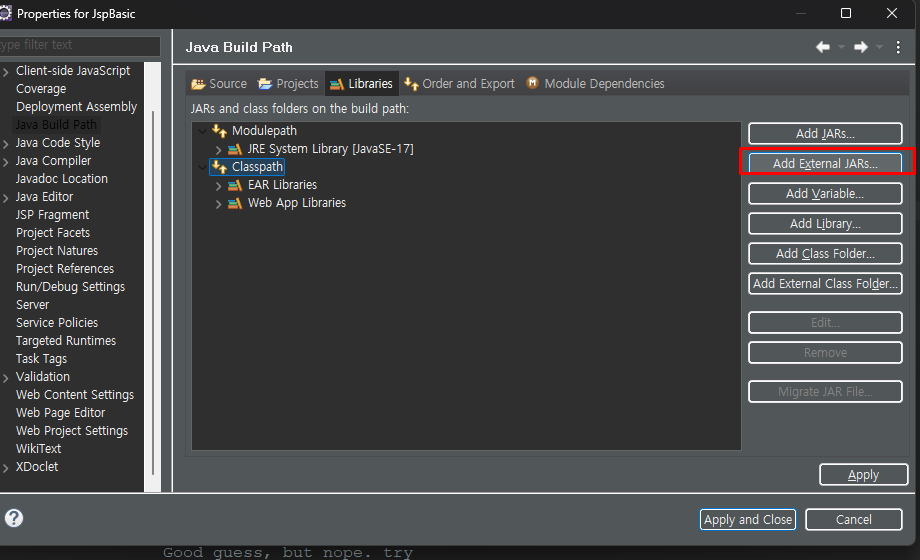 Properties for JspBasic
type filter text
Java Build Path
Client-side JavaScript
Coverage
Deployment Assembly
Java Build Path
Java Code Style
Java Compiler
Javadoc Location
Java Editor
JSP Fragment
Project Facets
Project Natures
Project References
Run/Debug Settings
Server
Service Policies
Targeted Runtimes
Task Tags
Validation
Web Content Settings
Web Page Editor
Web Project Settings
WikiText
XDoclet
Source Projects Libraries Order and Export Module Dependencies
JARs and class folders on the build path:
Modulepath
JRE System Library [JavaSE-17]
Classpath
EAR Libraries
Web App Libraries
Add JARs...
Add External JARs...
Add Variable...
Add Library...
Add Class Folder...
Add External Class Folder...
Edit...
Remove
Migrate JAR File...
Apply
Apply and Close Cancel
Good guess, but nope. try